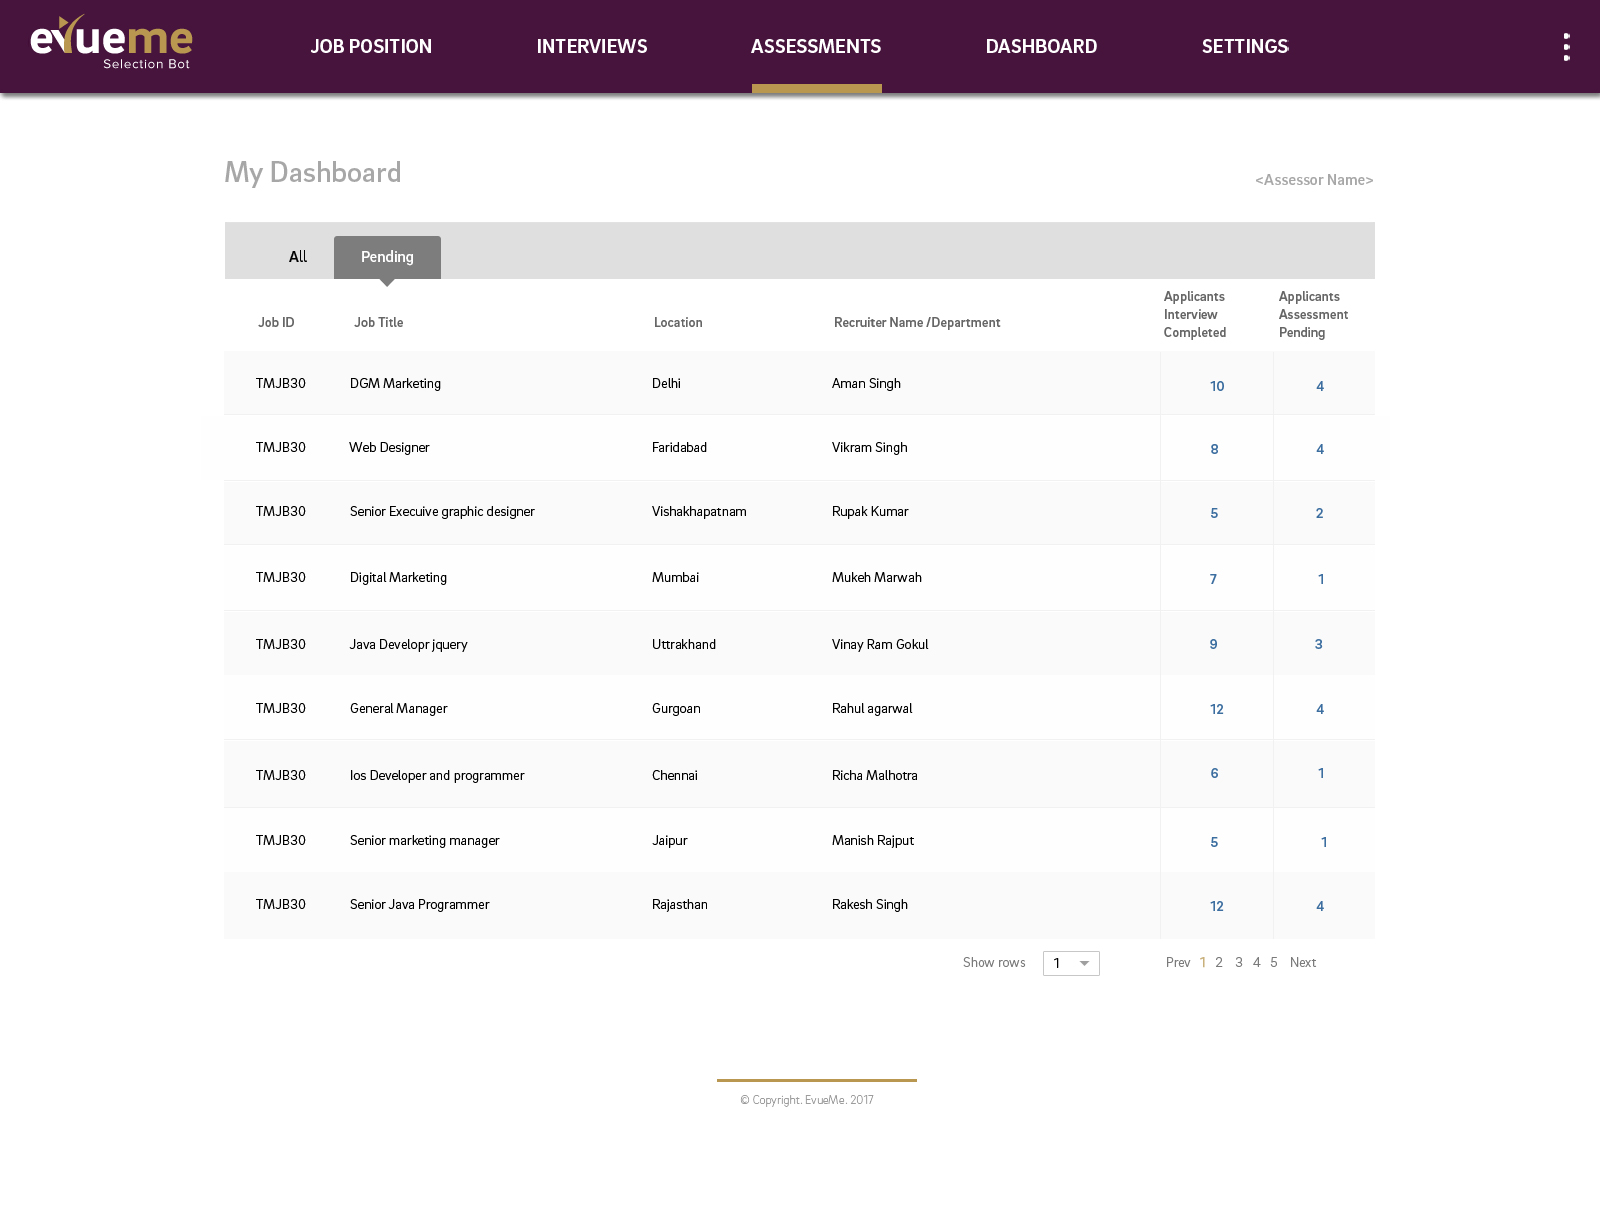 evueme
Selection Bot
JOB POSITION INTERVIEWS ASSESSMENTS DASHBOARD SETTINGS
My Dashboard
<Assessor Name>
All Pending
Job ID Job Title Location Recruiter Name /Department Applicants Interview Completed Applicants Assessment Pending
TMJB30 DGM Marketing Delhi Aman Singh 10 4
TMJB30 Web Designer Faridabad Vikram Singh 8 4
TMJB30 Senior Execuive graphic designer Vishakhapatnam Rupak Kumar 5 2
TMJB30 Digital Marketing Mumbai Mukeh Marwah 7 1
TMJB30 Java Developr jquery Uttrakhand Vinay Ram Gokul 9 3
TMJB30 General Manager Gurgoan Rahul agarwal 12 4
TMJB30 Ios Developer and programmer Chennai Richa Malhotra 6 1
TMJB30 Senior marketing manager Jaipur Manish Rajput 5 1
TMJB30 Senior Java Programmer Rajasthan Rakesh Singh 12 4
Show rows 1 Prev 1 2 3 4 5 Next
© Copyright. EvueMe. 2017